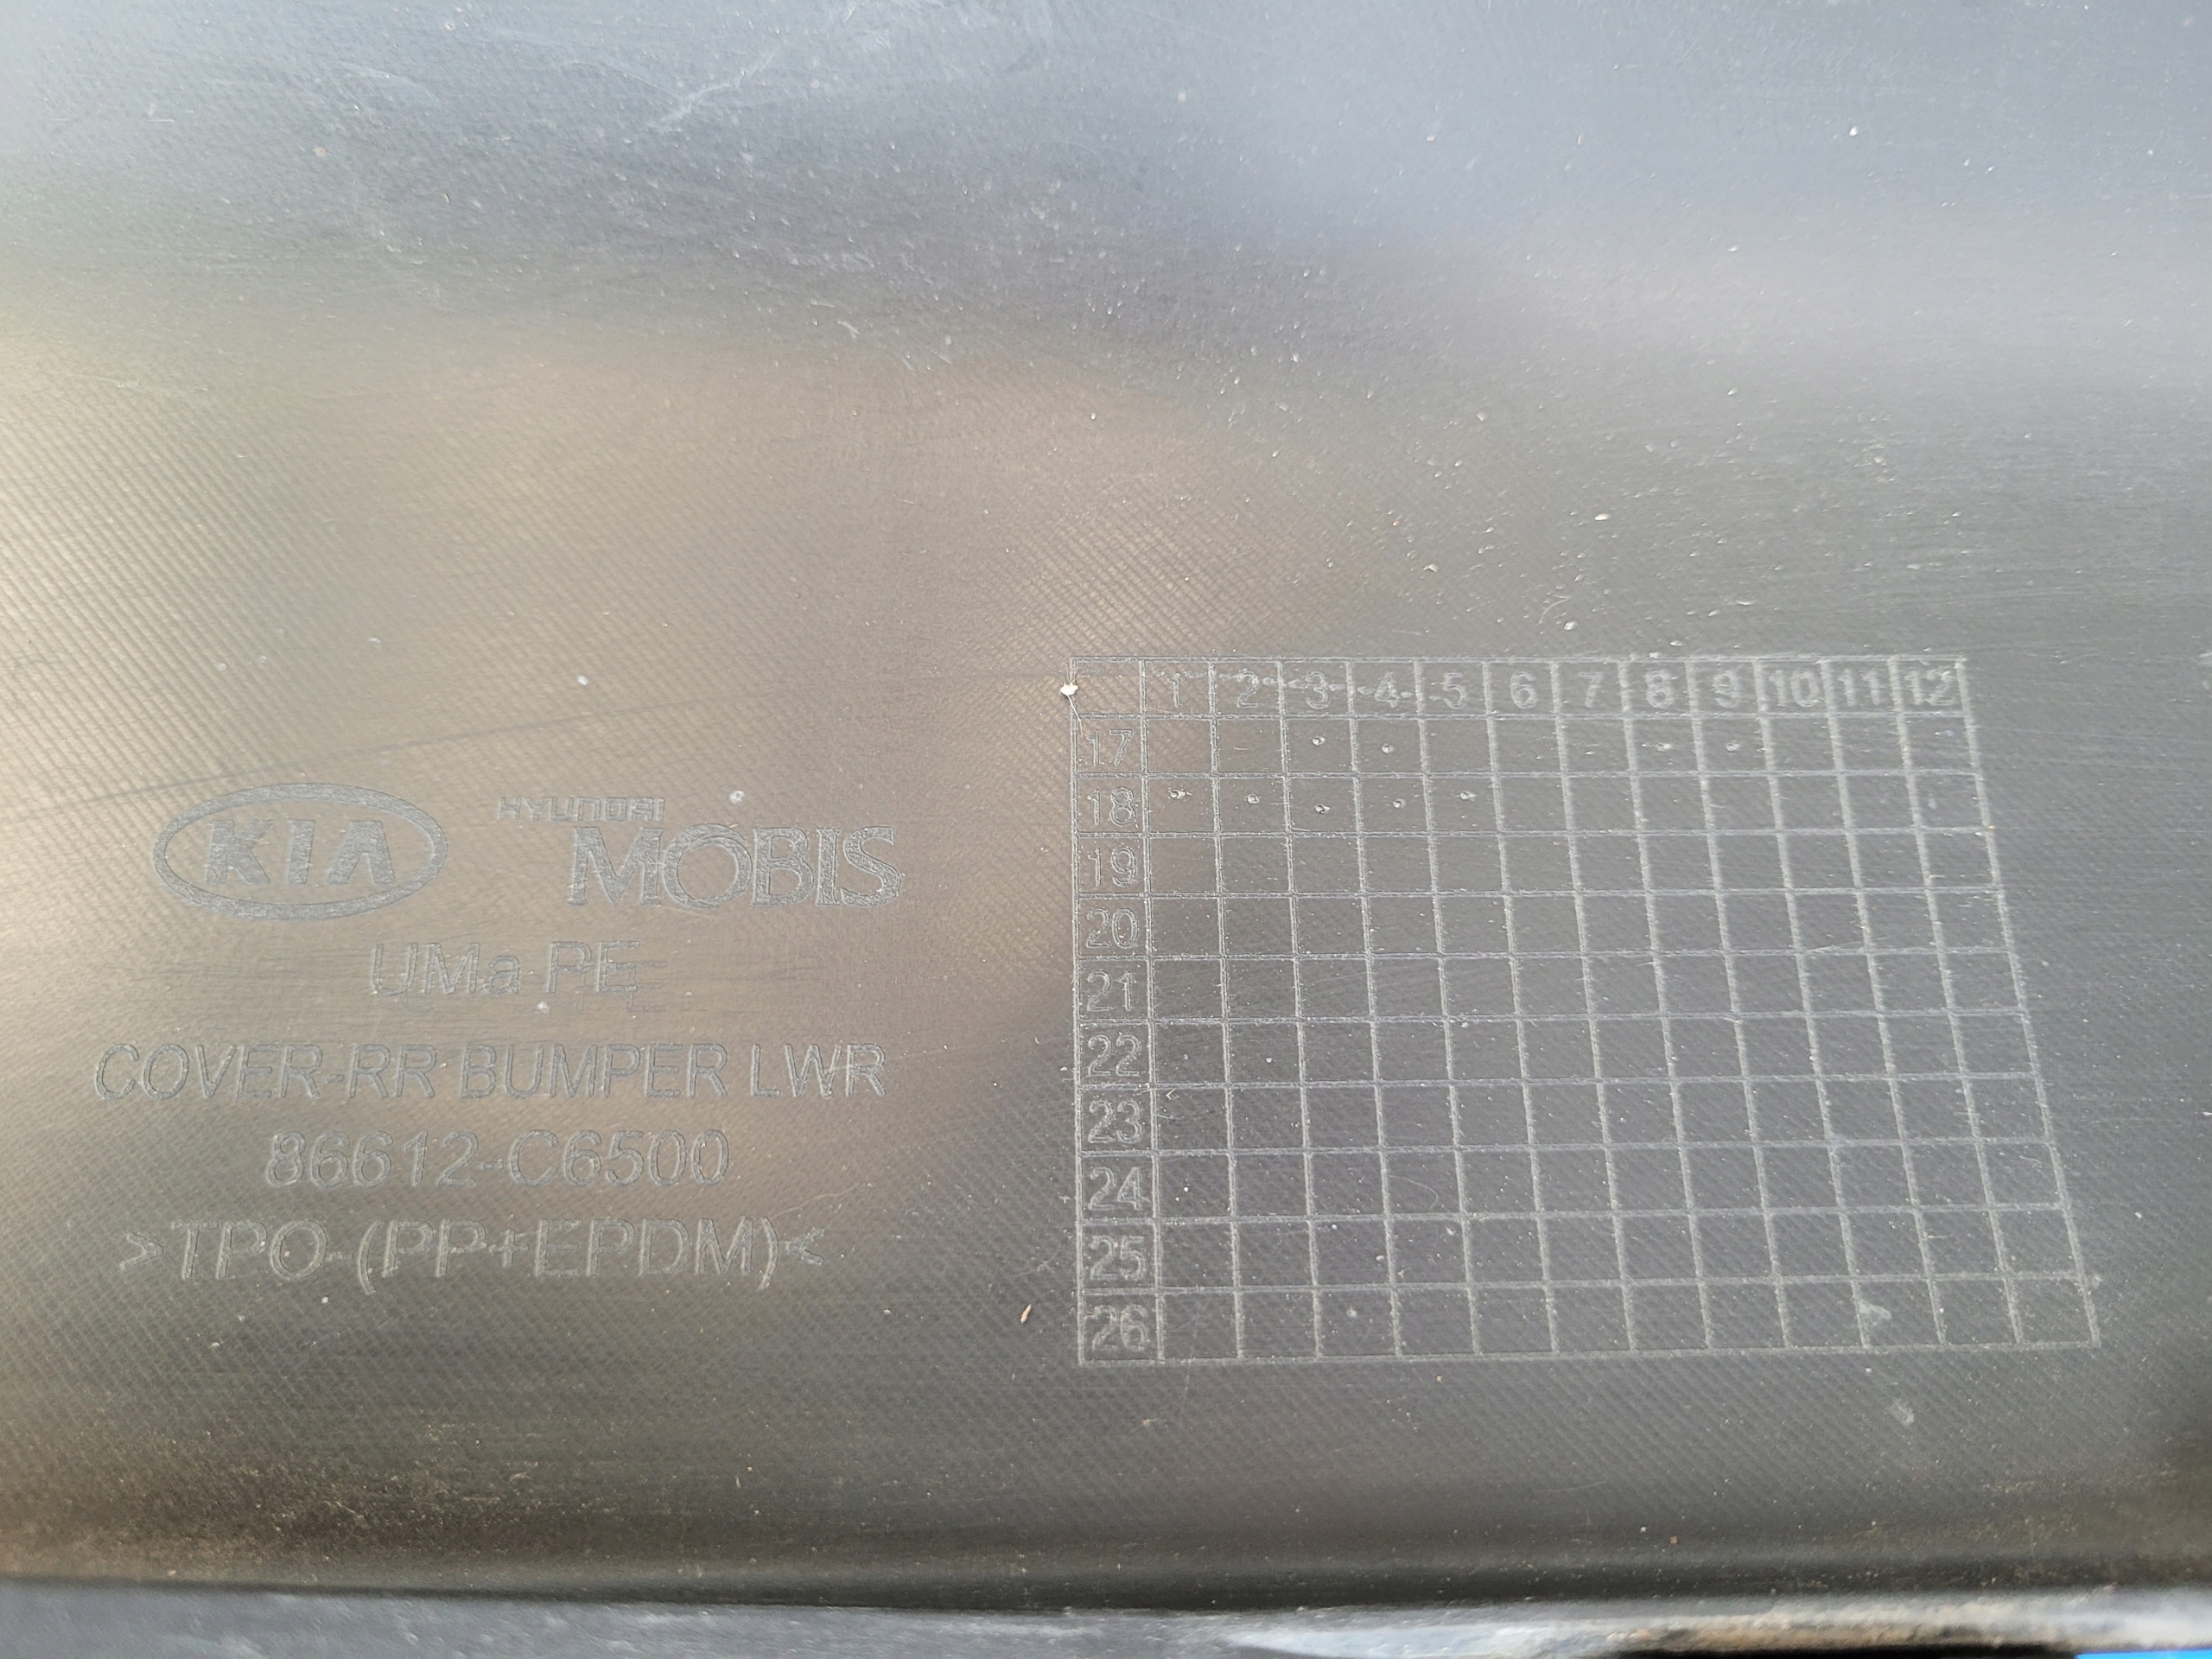 KIA
HYUNDAI
MOBIS
UMa PE
COVER-RR BUMPER LWR
86612-C6500
>TPO-(PP+EPDM)<
1 2 3 4 5 6 7 8 9 10 11 12
17
18
19
20
21
22
23
24
25
26